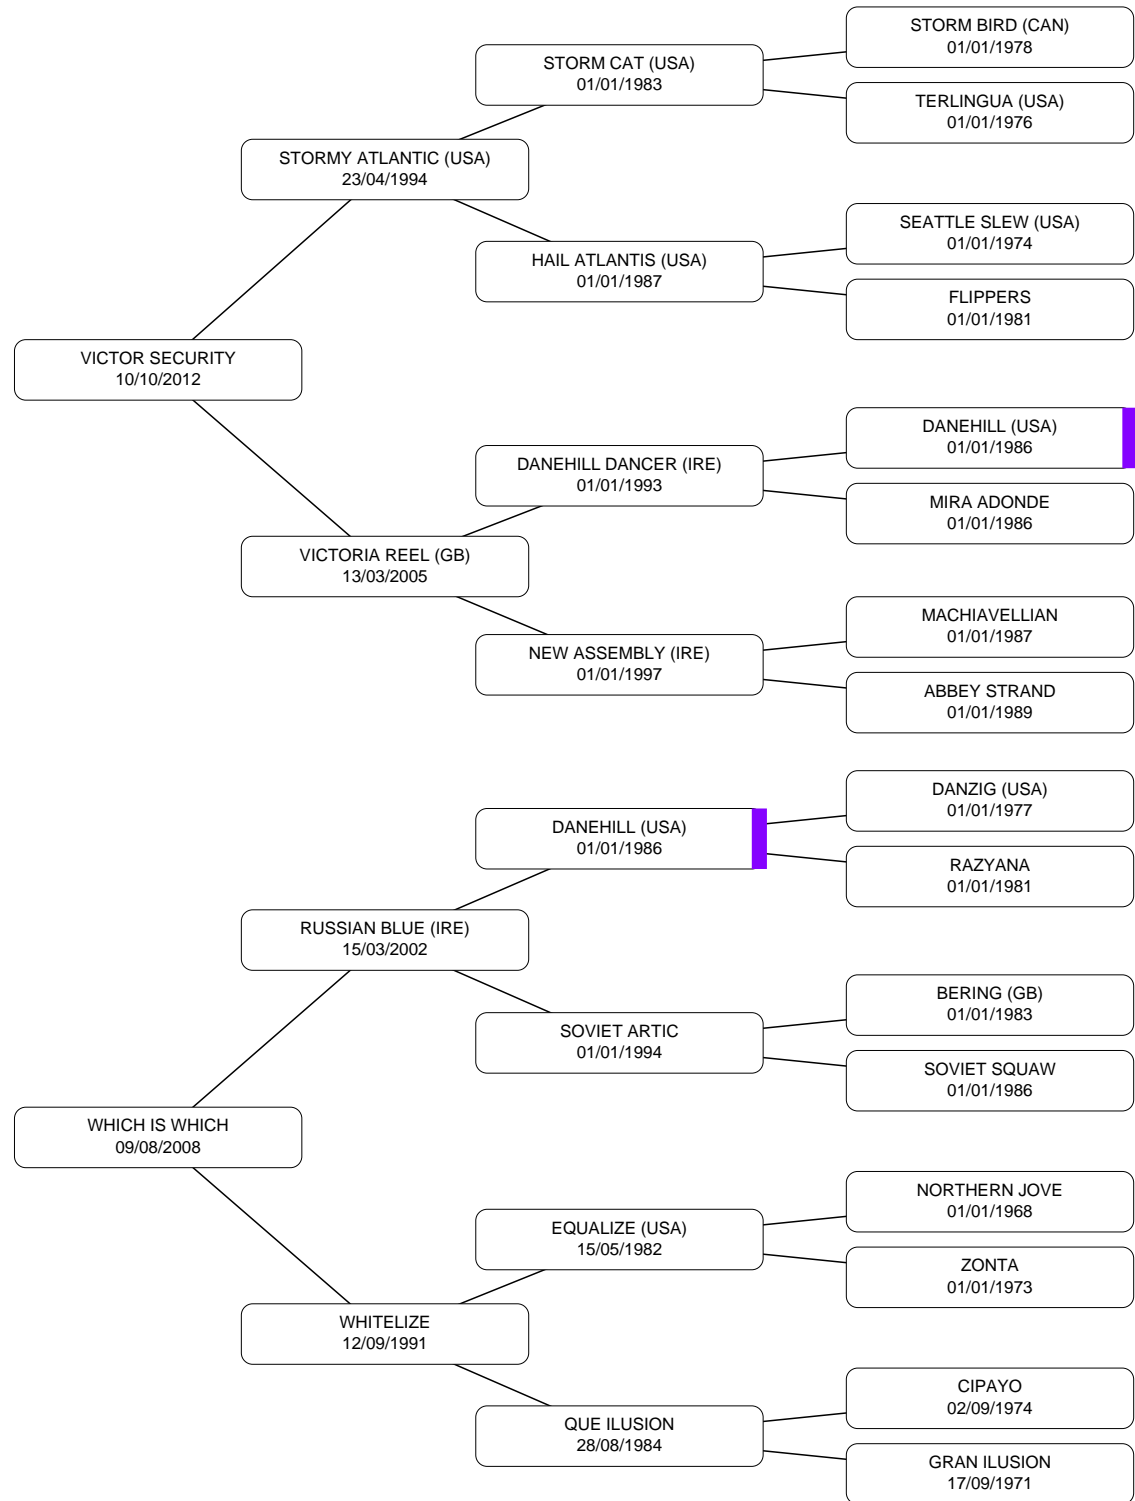 STORM BIRD (CAN)
01/01/1978
STORM CAT (USA)
01/01/1983
TERLINGUA (USA)
01/01/1976
STORMY ATLANTIC (USA)
23/04/1994
SEATTLE SLEW (USA)
01/01/1974
HAIL ATLANTIS (USA)
01/01/1987
FLIPPERS
01/01/1981
VICTOR SECURITY
10/10/2012
DANEHILL (USA)
01/01/1986
DANEHILL DANCER (IRE)
01/01/1993
MIRA ADONDE
01/01/1986
VICTORIA REEL (GB)
13/03/2005
MACHIAVELLIAN
01/01/1987
NEW ASSEMBLY (IRE)
01/01/1997
ABBEY STRAND
01/01/1989
DANZIG (USA)
01/01/1977
DANEHILL (USA)
01/01/1986
RAZYANA
01/01/1981
RUSSIAN BLUE (IRE)
15/03/2002
BERING (GB)
01/01/1983
SOVIET ARTIC
01/01/1994
SOVIET SQUAW
01/01/1986
WHICH IS WHICH
09/08/2008
NORTHERN JOVE
01/01/1968
EQUALIZE (USA)
15/05/1982
ZONTA
01/01/1973
WHITELIZE
12/09/1991
CIPAYO
02/09/1974
QUE ILUSION
28/08/1984
GRAN ILUSION
17/09/1971